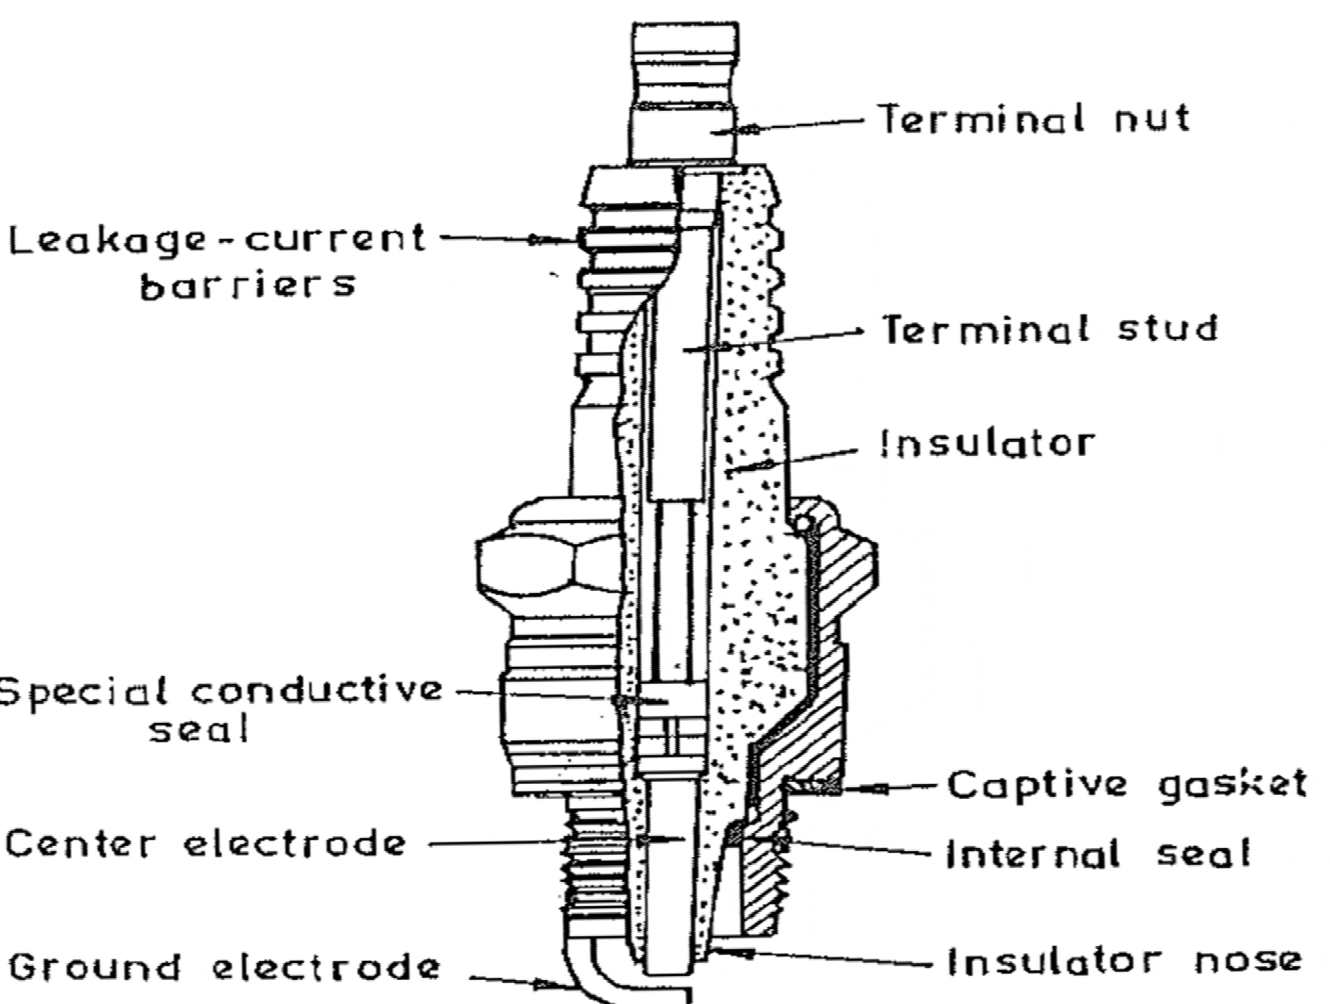 Terminal nut
Leakage-current
barriers
Terminal stud
Insulator
Special conductive
seal
Captive gasket
Center electrode
Internal seal
Ground electrode
Insulator nose